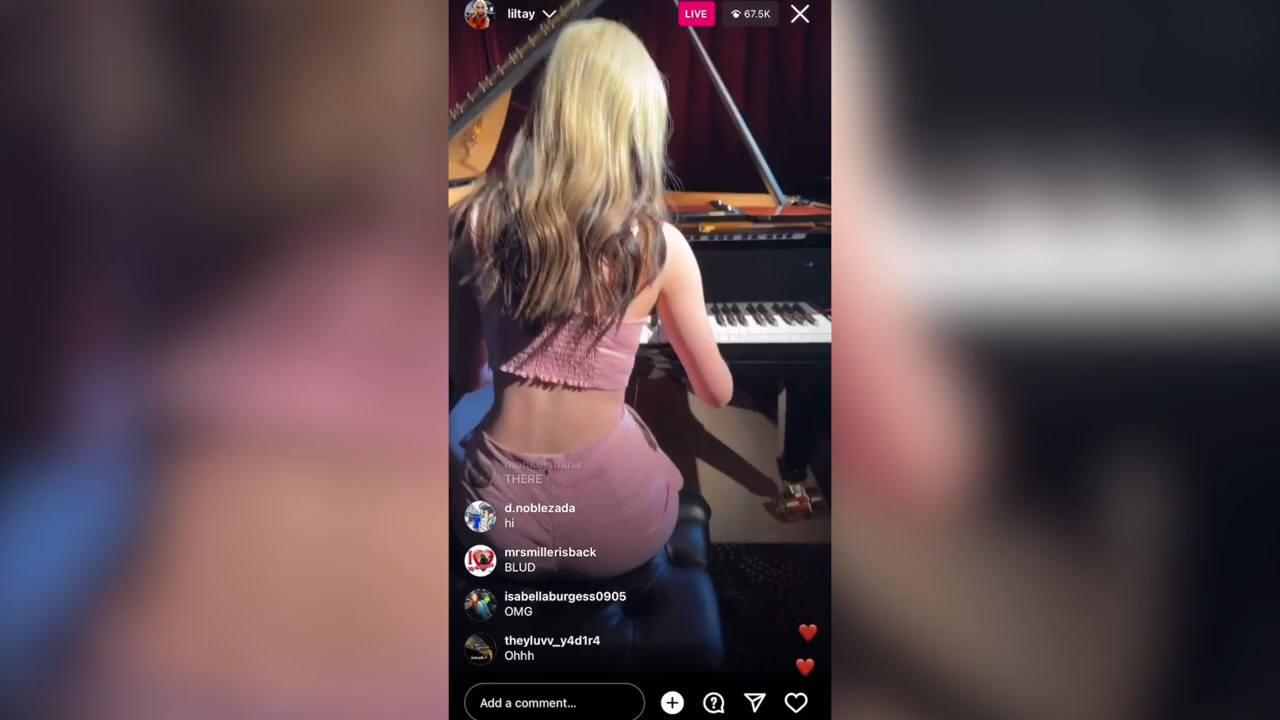 liltay
LIVE
67.5K
THERE
d.noblezada
hi
mrsmillerisback
BLUD
isabellaburgess0905
OMG
theyluvv_y4d1r4
Ohhh
Add a comment...